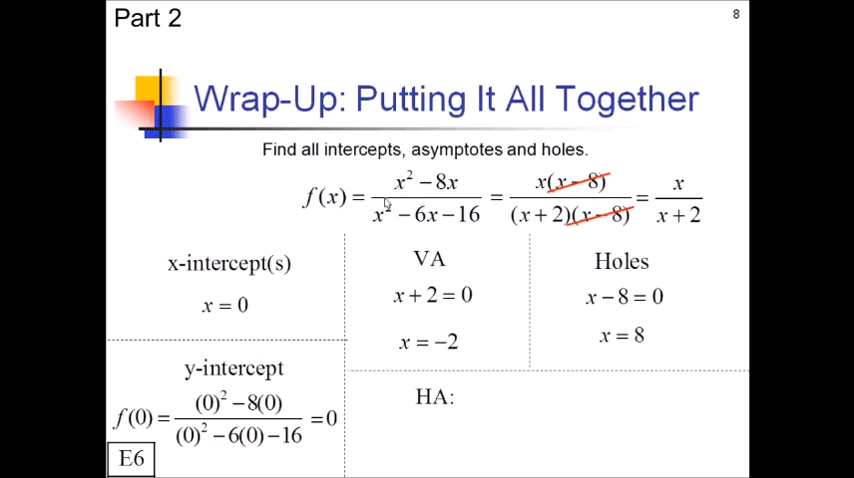 Part 2
8
Wrap-Up: Putting It All Together
Find all intercepts, asymptotes and holes.
f(x) = (x² − 8x)/(x² − 6x − 16) = x(x − 8)/((x + 2)(x − 8)) = x/(x + 2)
x-intercept(s)
x = 0
y-intercept
f(0) = ((0)² − 8(0))/((0)² − 6(0) − 16) = 0
E6
VA
x + 2 = 0
x = −2
Holes
x − 8 = 0
x = 8
HA: